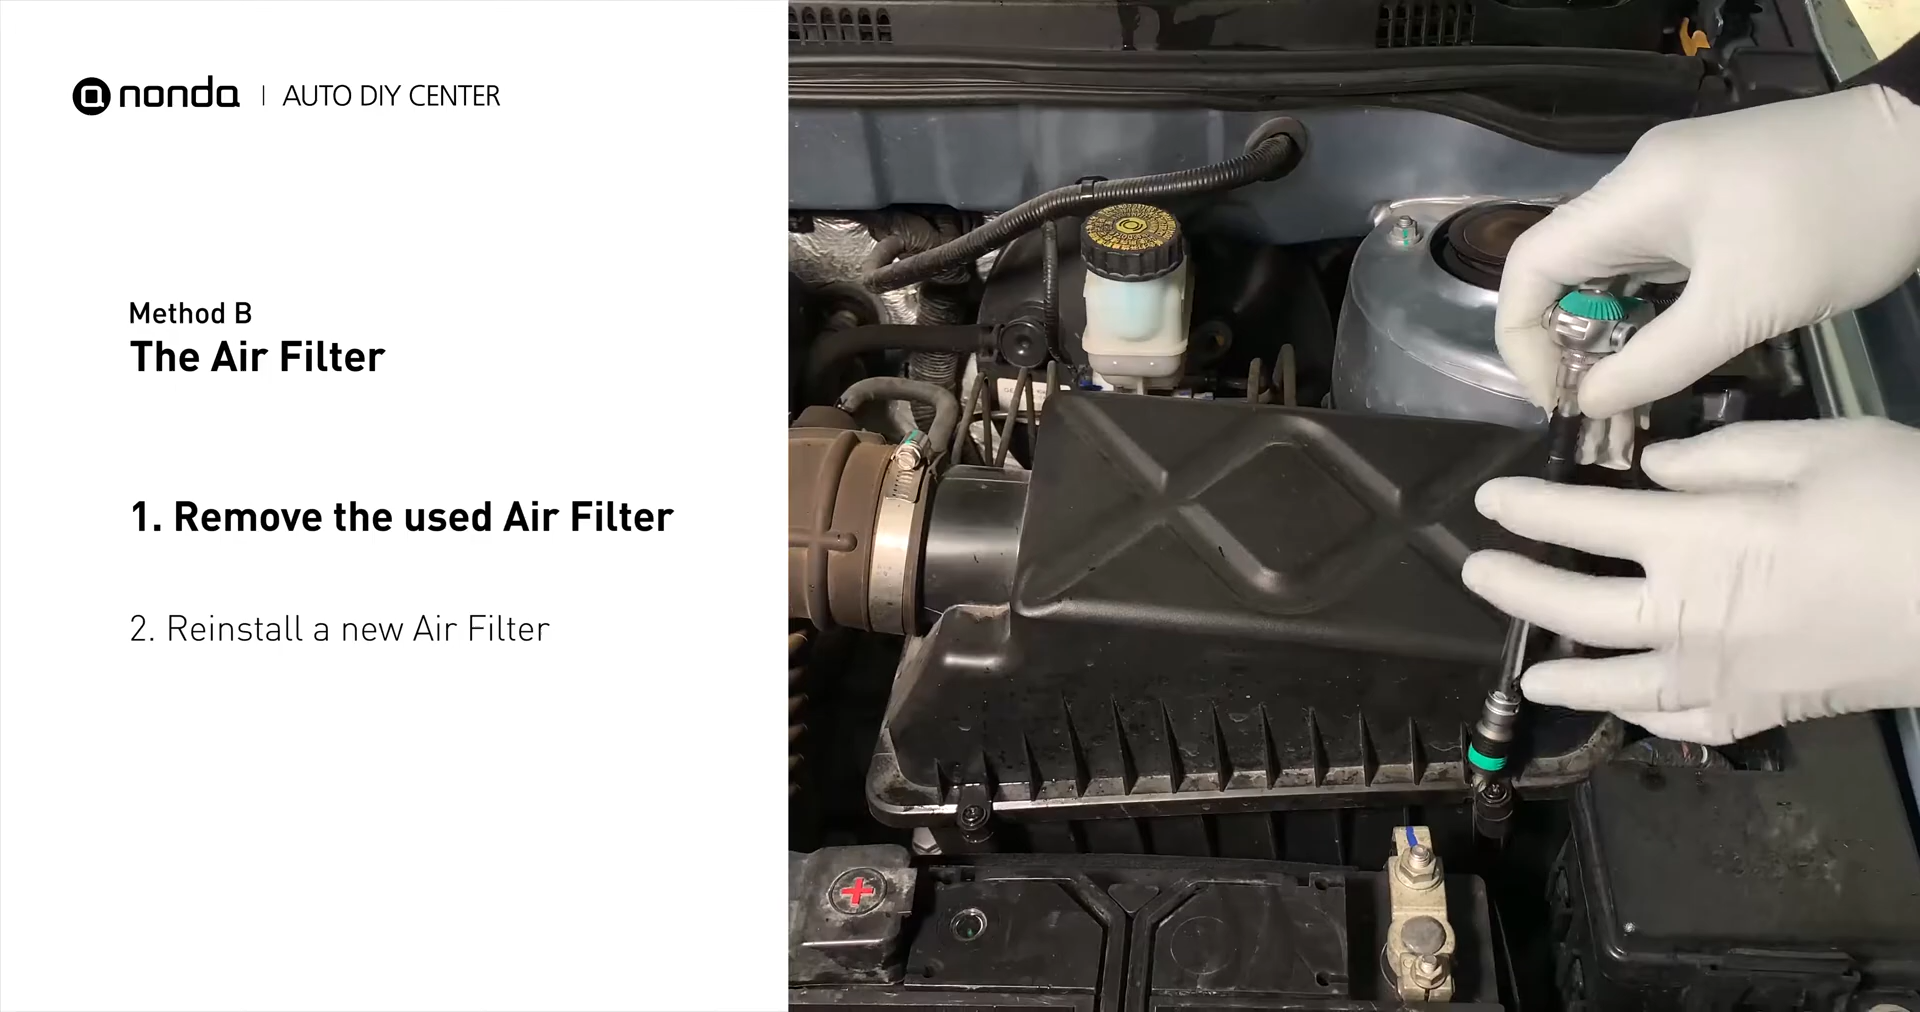 nonda | AUTO DIY CENTER
Method B
The Air Filter
1. Remove the used Air Filter
2. Reinstall a new Air Filter